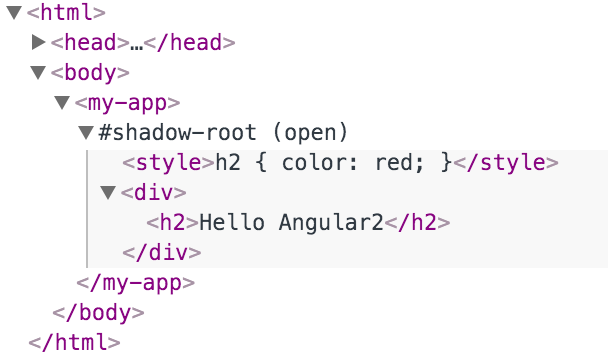 ▼<html>
▶<head>…</head>
▼<body>
▼<my-app>
▼#shadow-root (open)
<style>h2 { color: red; }</style>
▼<div>
<h2>Hello Angular2</h2>
</div>
</my-app>
</body>
</html>